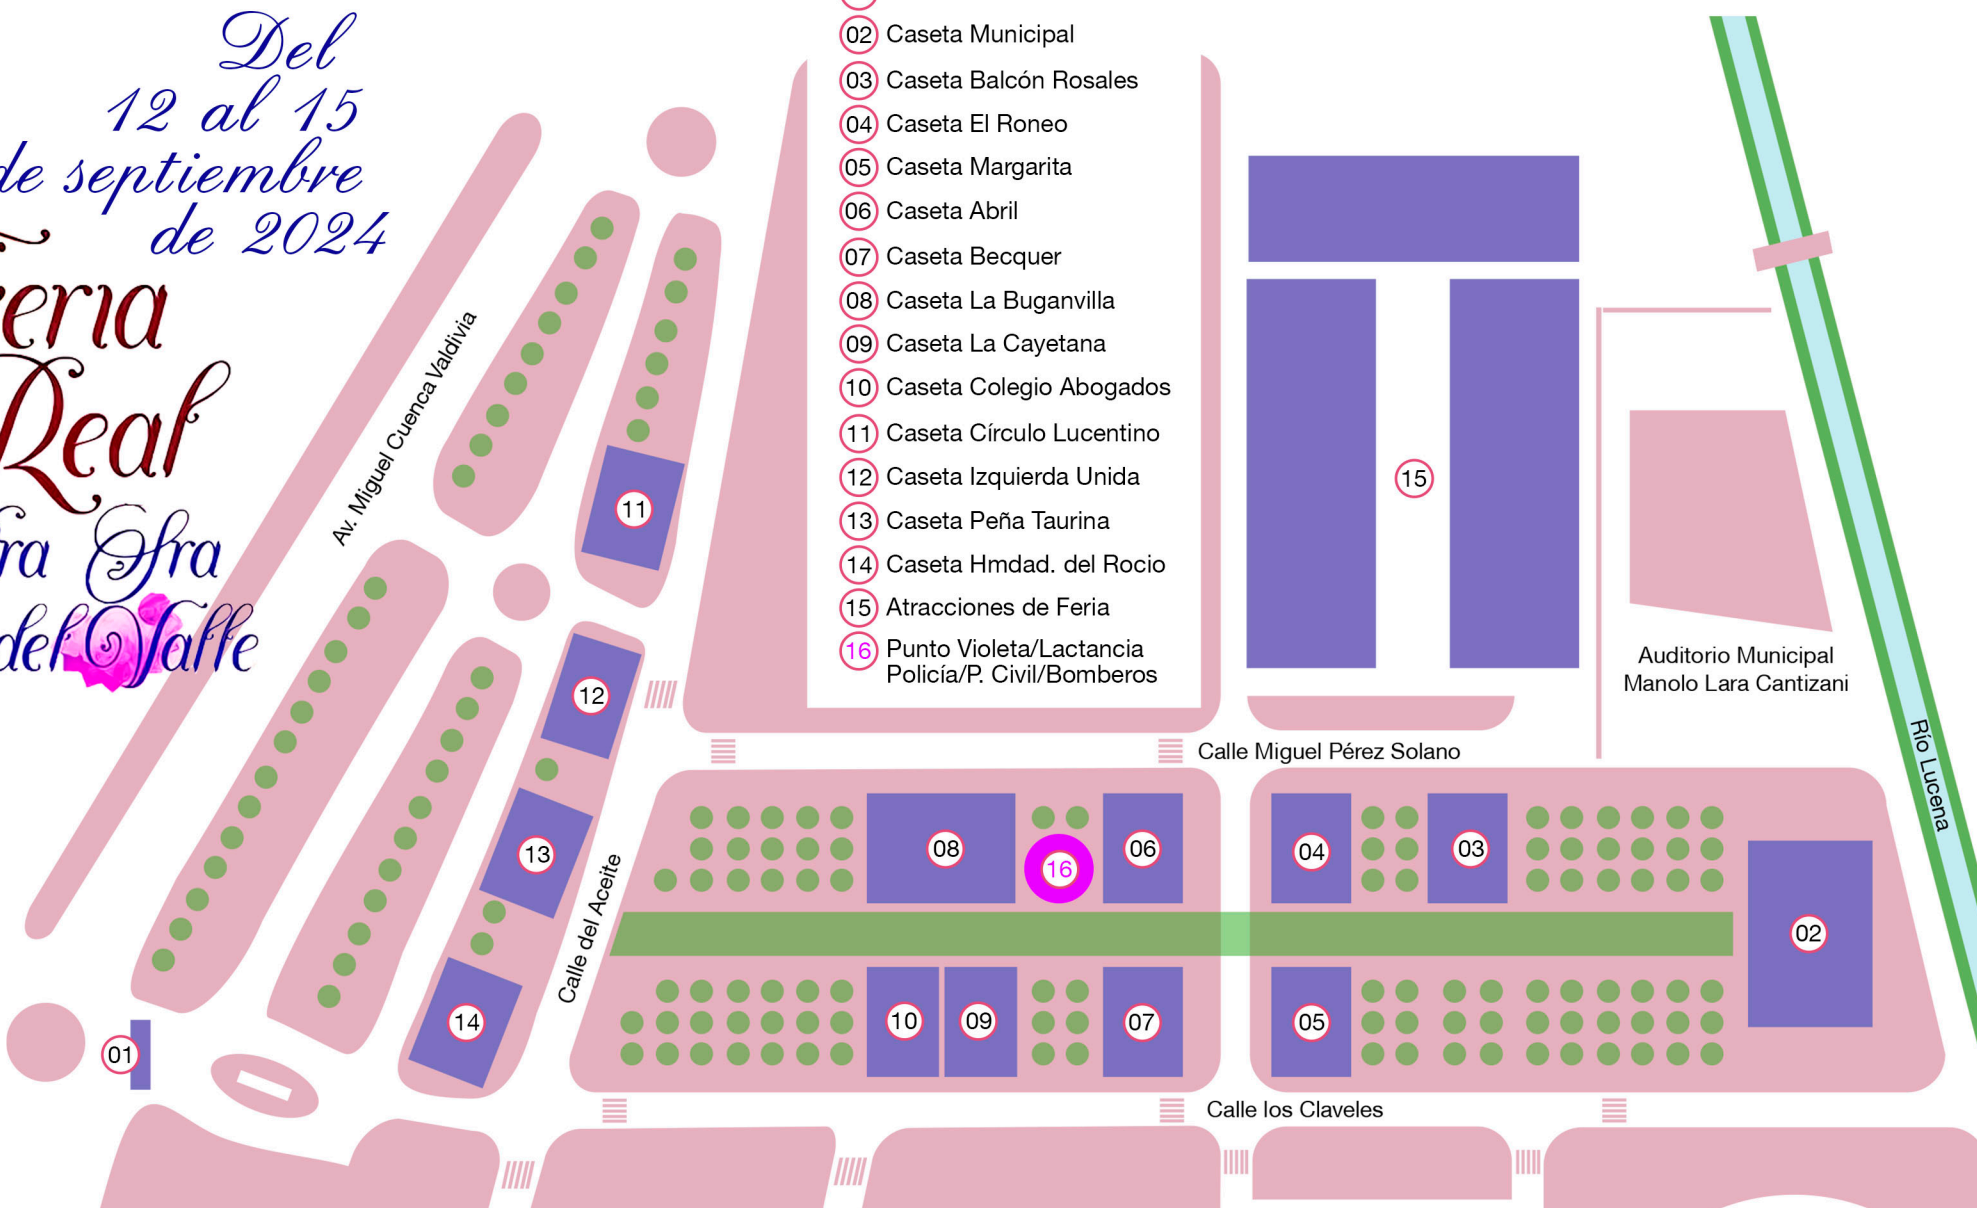 Del
12 al 15
de septiembre
de 2024
eria
Real
ra Sra
del Valle
02 Caseta Municipal
03 Caseta Balcón Rosales
04 Caseta El Roneo
05 Caseta Margarita
06 Caseta Abril
07 Caseta Becquer
08 Caseta La Buganvilla
09 Caseta La Cayetana
10 Caseta Colegio Abogados
11 Caseta Círculo Lucentino
12 Caseta Izquierda Unida
13 Caseta Peña Taurina
14 Caseta Hmdad. del Rocio
15 Atracciones de Feria
16 Punto Violeta/Lactancia
Policía/P. Civil/Bomberos
Av. Miguel Cuenca Valdivia
11
15
12
Auditorio Municipal
Manolo Lara Cantizani
Río Lucena
Calle Miguel Pérez Solano
13
08
16
06
04
03
Calle del Aceite
02
14
10
09
07
05
01
Calle los Claveles